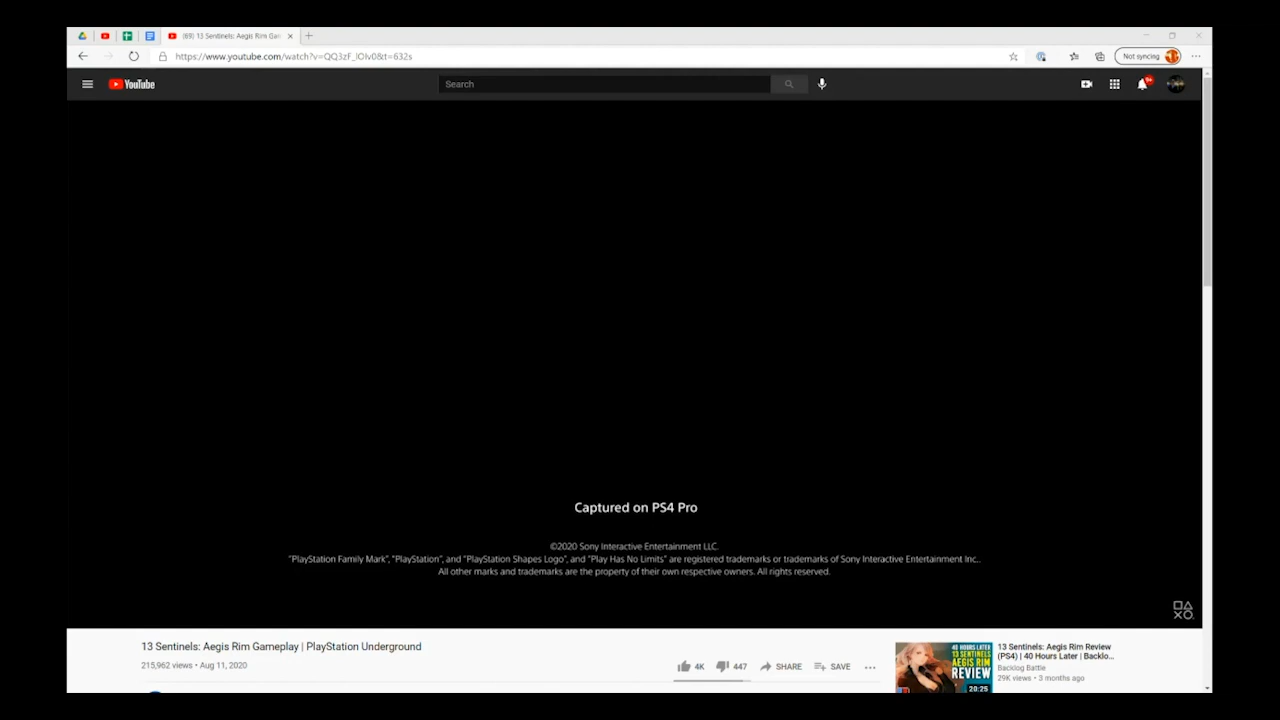 (69) 13 Sentinels: Aegis Rim Gam
https://www.youtube.com/watch?v=QQ3zF_lOIv0&t=632s
Not syncing
YouTube
Search
9+
Captured on PS4 Pro
©2020 Sony Interactive Entertainment LLC.
"PlayStation Family Mark", "PlayStation", and "PlayStation Shapes Logo", and "Play Has No Limits" are registered trademarks or trademarks of Sony Interactive Entertainment Inc..
All other marks and trademarks are the property of their own respective owners. All rights reserved.
13 Sentinels: Aegis Rim Gameplay | PlayStation Underground
215,962 views • Aug 11, 2020
4K
447
SHARE
SAVE
40 HOURS LATER
13 SENTINELS
AEGIS RIM
REVIEW
20:25
13 Sentinels: Aegis Rim Review
(PS4) | 40 Hours Later | Backlo...
Backlog Battle
29K views • 3 months ago